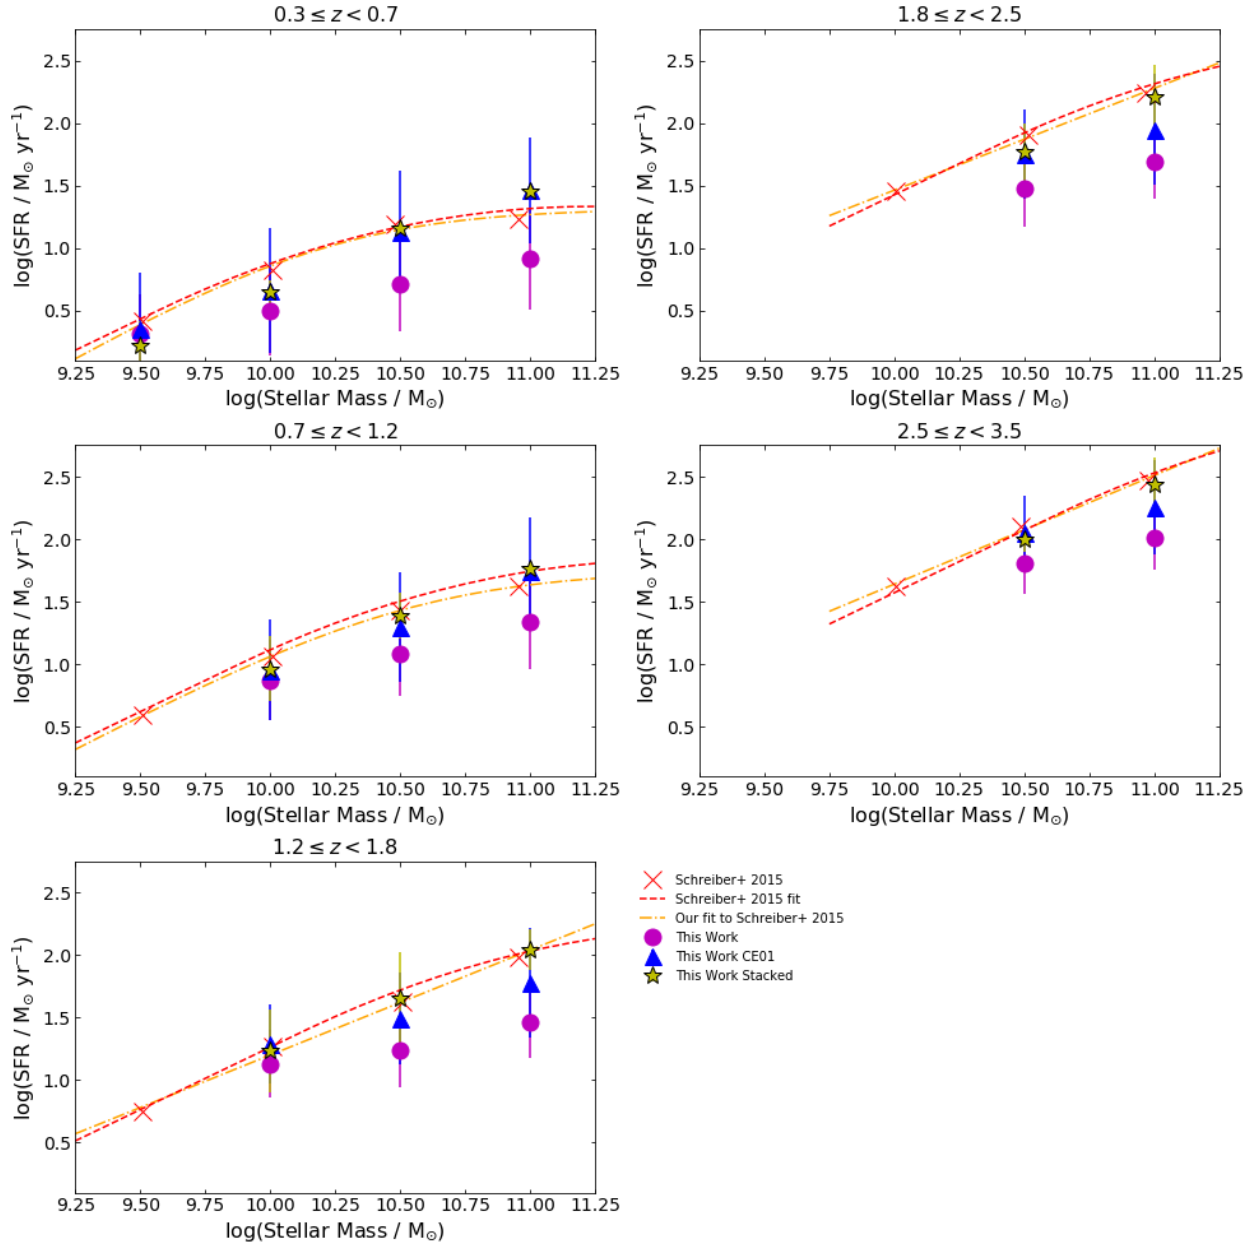 0.3 ≤ z < 0.7
2.5
2.0
1.5
1.0
0.5
log(SFR / M⊙ yr⁻¹)
9.25 9.50 9.75 10.00 10.25 10.50 10.75 11.00 11.25
log(Stellar Mass / M⊙)
1.8 ≤ z < 2.5
2.5
2.0
1.5
1.0
0.5
log(SFR / M⊙ yr⁻¹)
9.25 9.50 9.75 10.00 10.25 10.50 10.75 11.00 11.25
log(Stellar Mass / M⊙)
0.7 ≤ z < 1.2
2.5
2.0
1.5
1.0
0.5
log(SFR / M⊙ yr⁻¹)
9.25 9.50 9.75 10.00 10.25 10.50 10.75 11.00 11.25
log(Stellar Mass / M⊙)
2.5 ≤ z < 3.5
2.5
2.0
1.5
1.0
0.5
log(SFR / M⊙ yr⁻¹)
9.25 9.50 9.75 10.00 10.25 10.50 10.75 11.00 11.25
log(Stellar Mass / M⊙)
1.2 ≤ z < 1.8
2.5
2.0
1.5
1.0
0.5
log(SFR / M⊙ yr⁻¹)
9.25 9.50 9.75 10.00 10.25 10.50 10.75 11.00 11.25
log(Stellar Mass / M⊙)
Schreiber+ 2015
Schreiber+ 2015 fit
Our fit to Schreiber+ 2015
This Work
This Work CE01
This Work Stacked